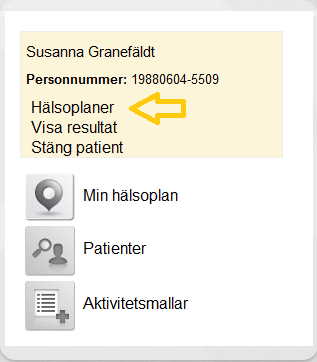 Susanna Granefäldt
Personnummer: 19880604-5509
Hälsoplaner
Visa resultat
Stäng patient
Min hälsoplan
Patienter
Aktivitetsmallar